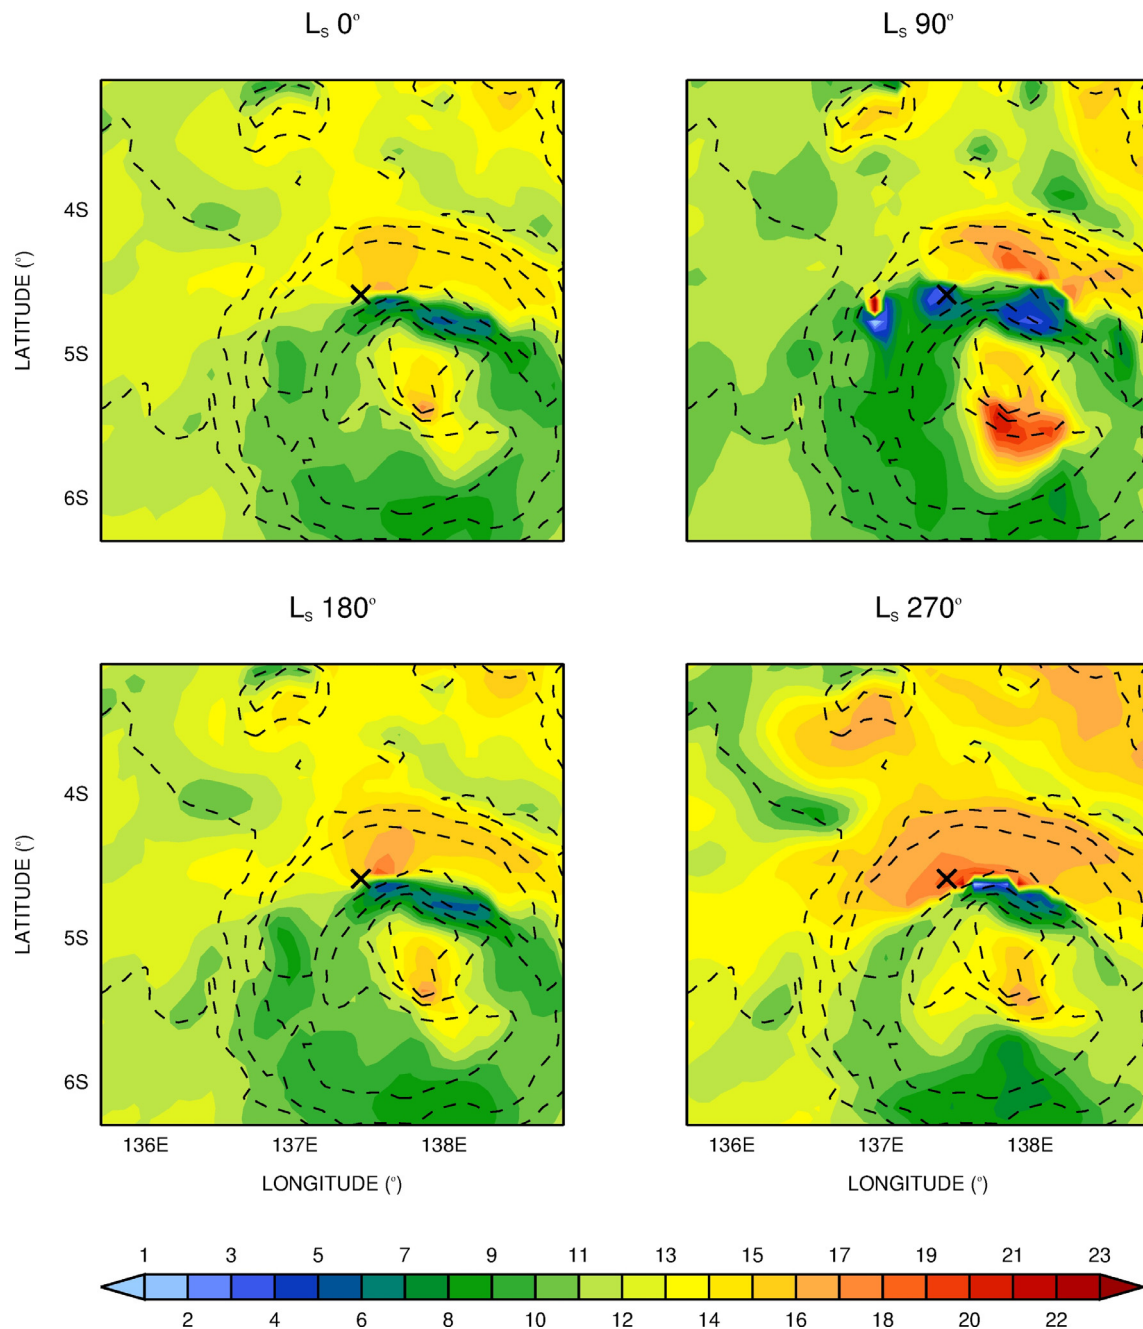 Ls 0°
Ls 90°
4S
5S
6S
LATITUDE (°)
Ls 180°
Ls 270°
4S
5S
6S
LATITUDE (°)
136E 137E 138E
136E 137E 138E
LONGITUDE (°)
LONGITUDE (°)
1 3 5 7 9 11 13 15 17 19 21 23
2 4 6 8 10 12 14 16 18 20 22